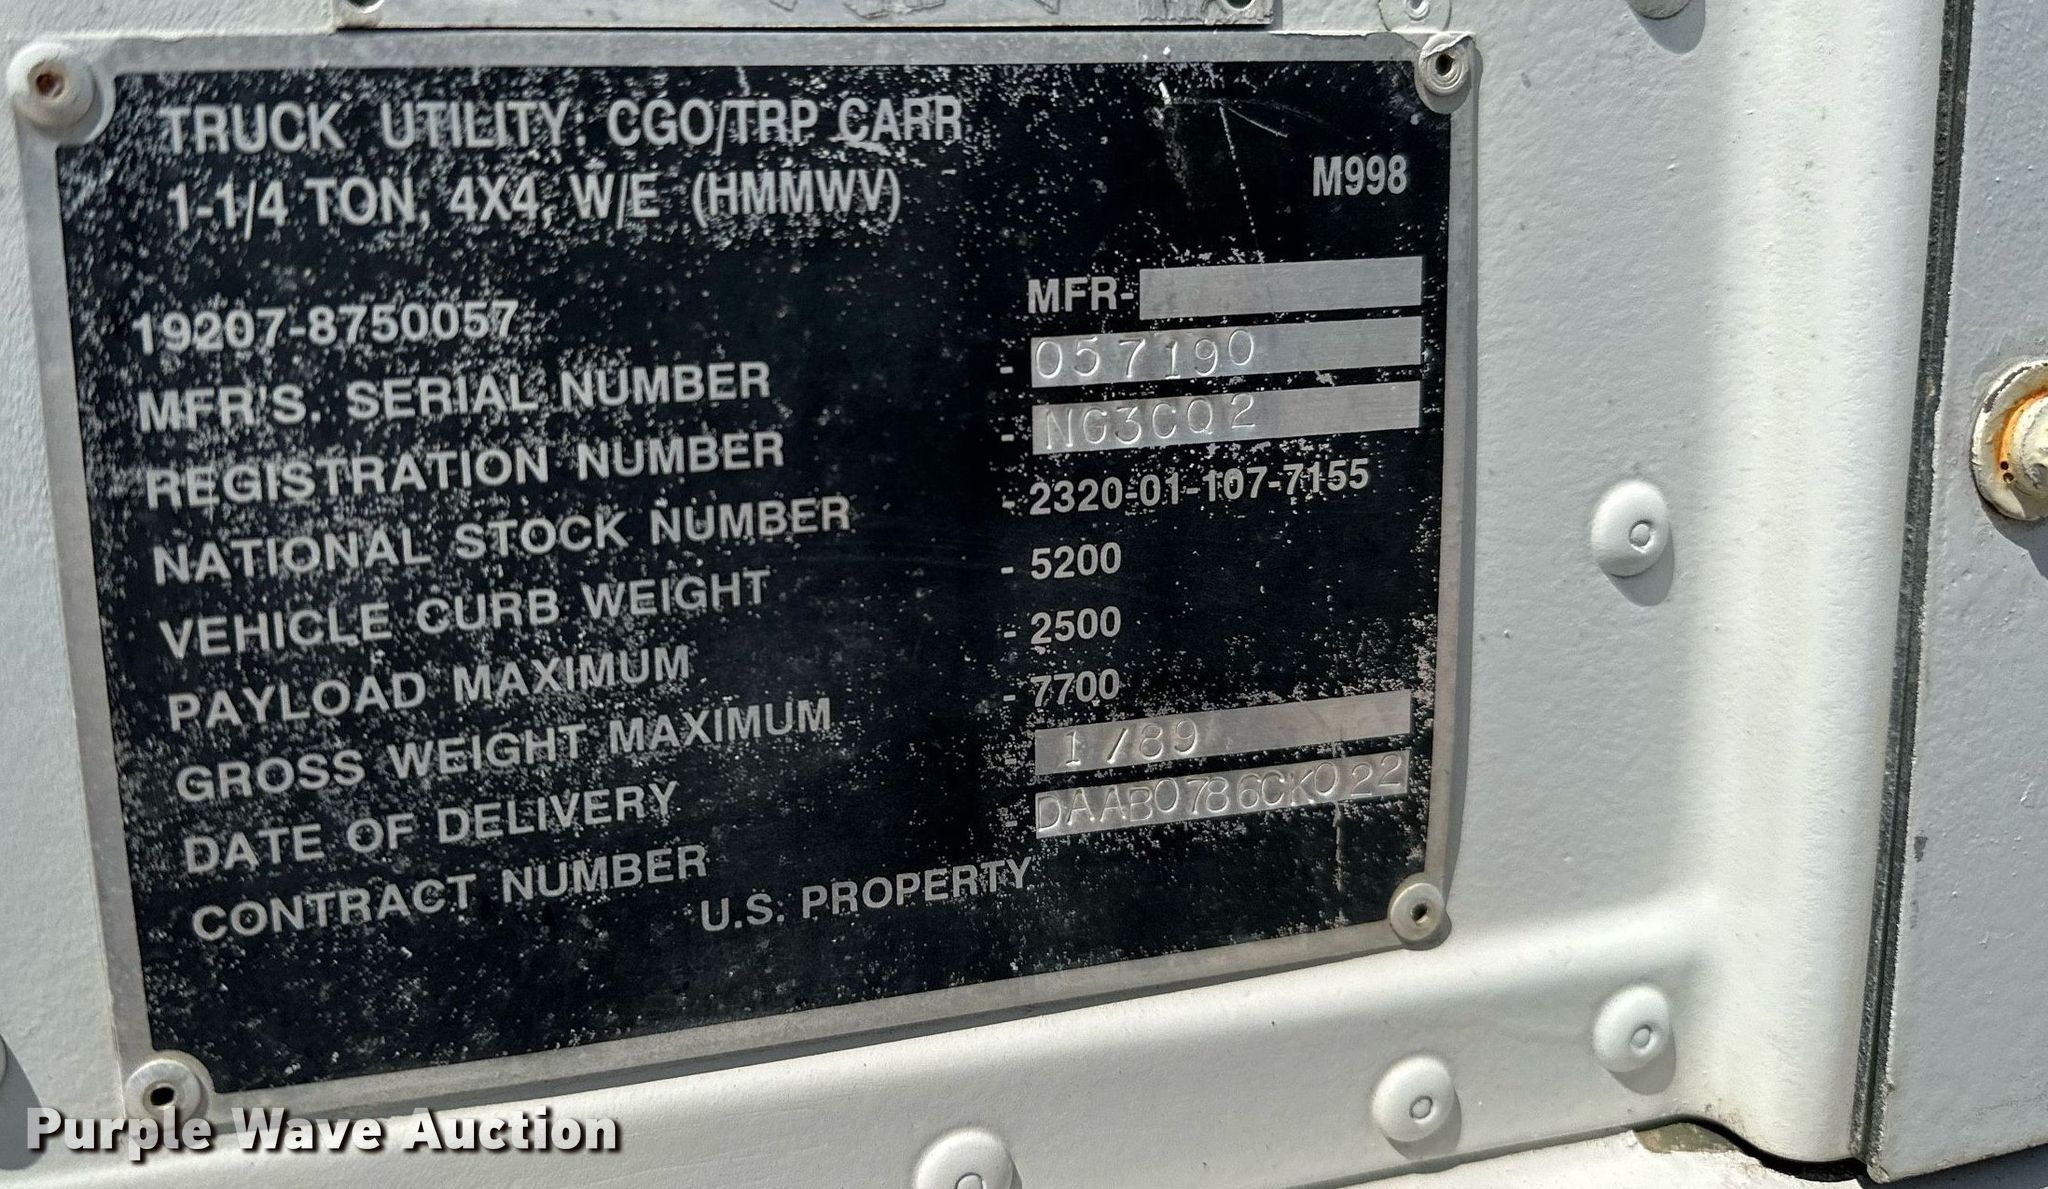 TRUCK UTILITY: CGO/TRP CARR
1-1/4 TON, 4X4, W/E (HMMWV)
M998
19207-8750057
MFR-
MFR'S. SERIAL NUMBER - 057190
REGISTRATION NUMBER - NG3CQ2
NATIONAL STOCK NUMBER - 2320-01-107-7155
VEHICLE CURB WEIGHT - 5200
PAYLOAD MAXIMUM - 2500
GROSS WEIGHT MAXIMUM - 7700
DATE OF DELIVERY - 1/89
CONTRACT NUMBER - DAAB0786CK022
U.S. PROPERTY
Purple Wave Auction